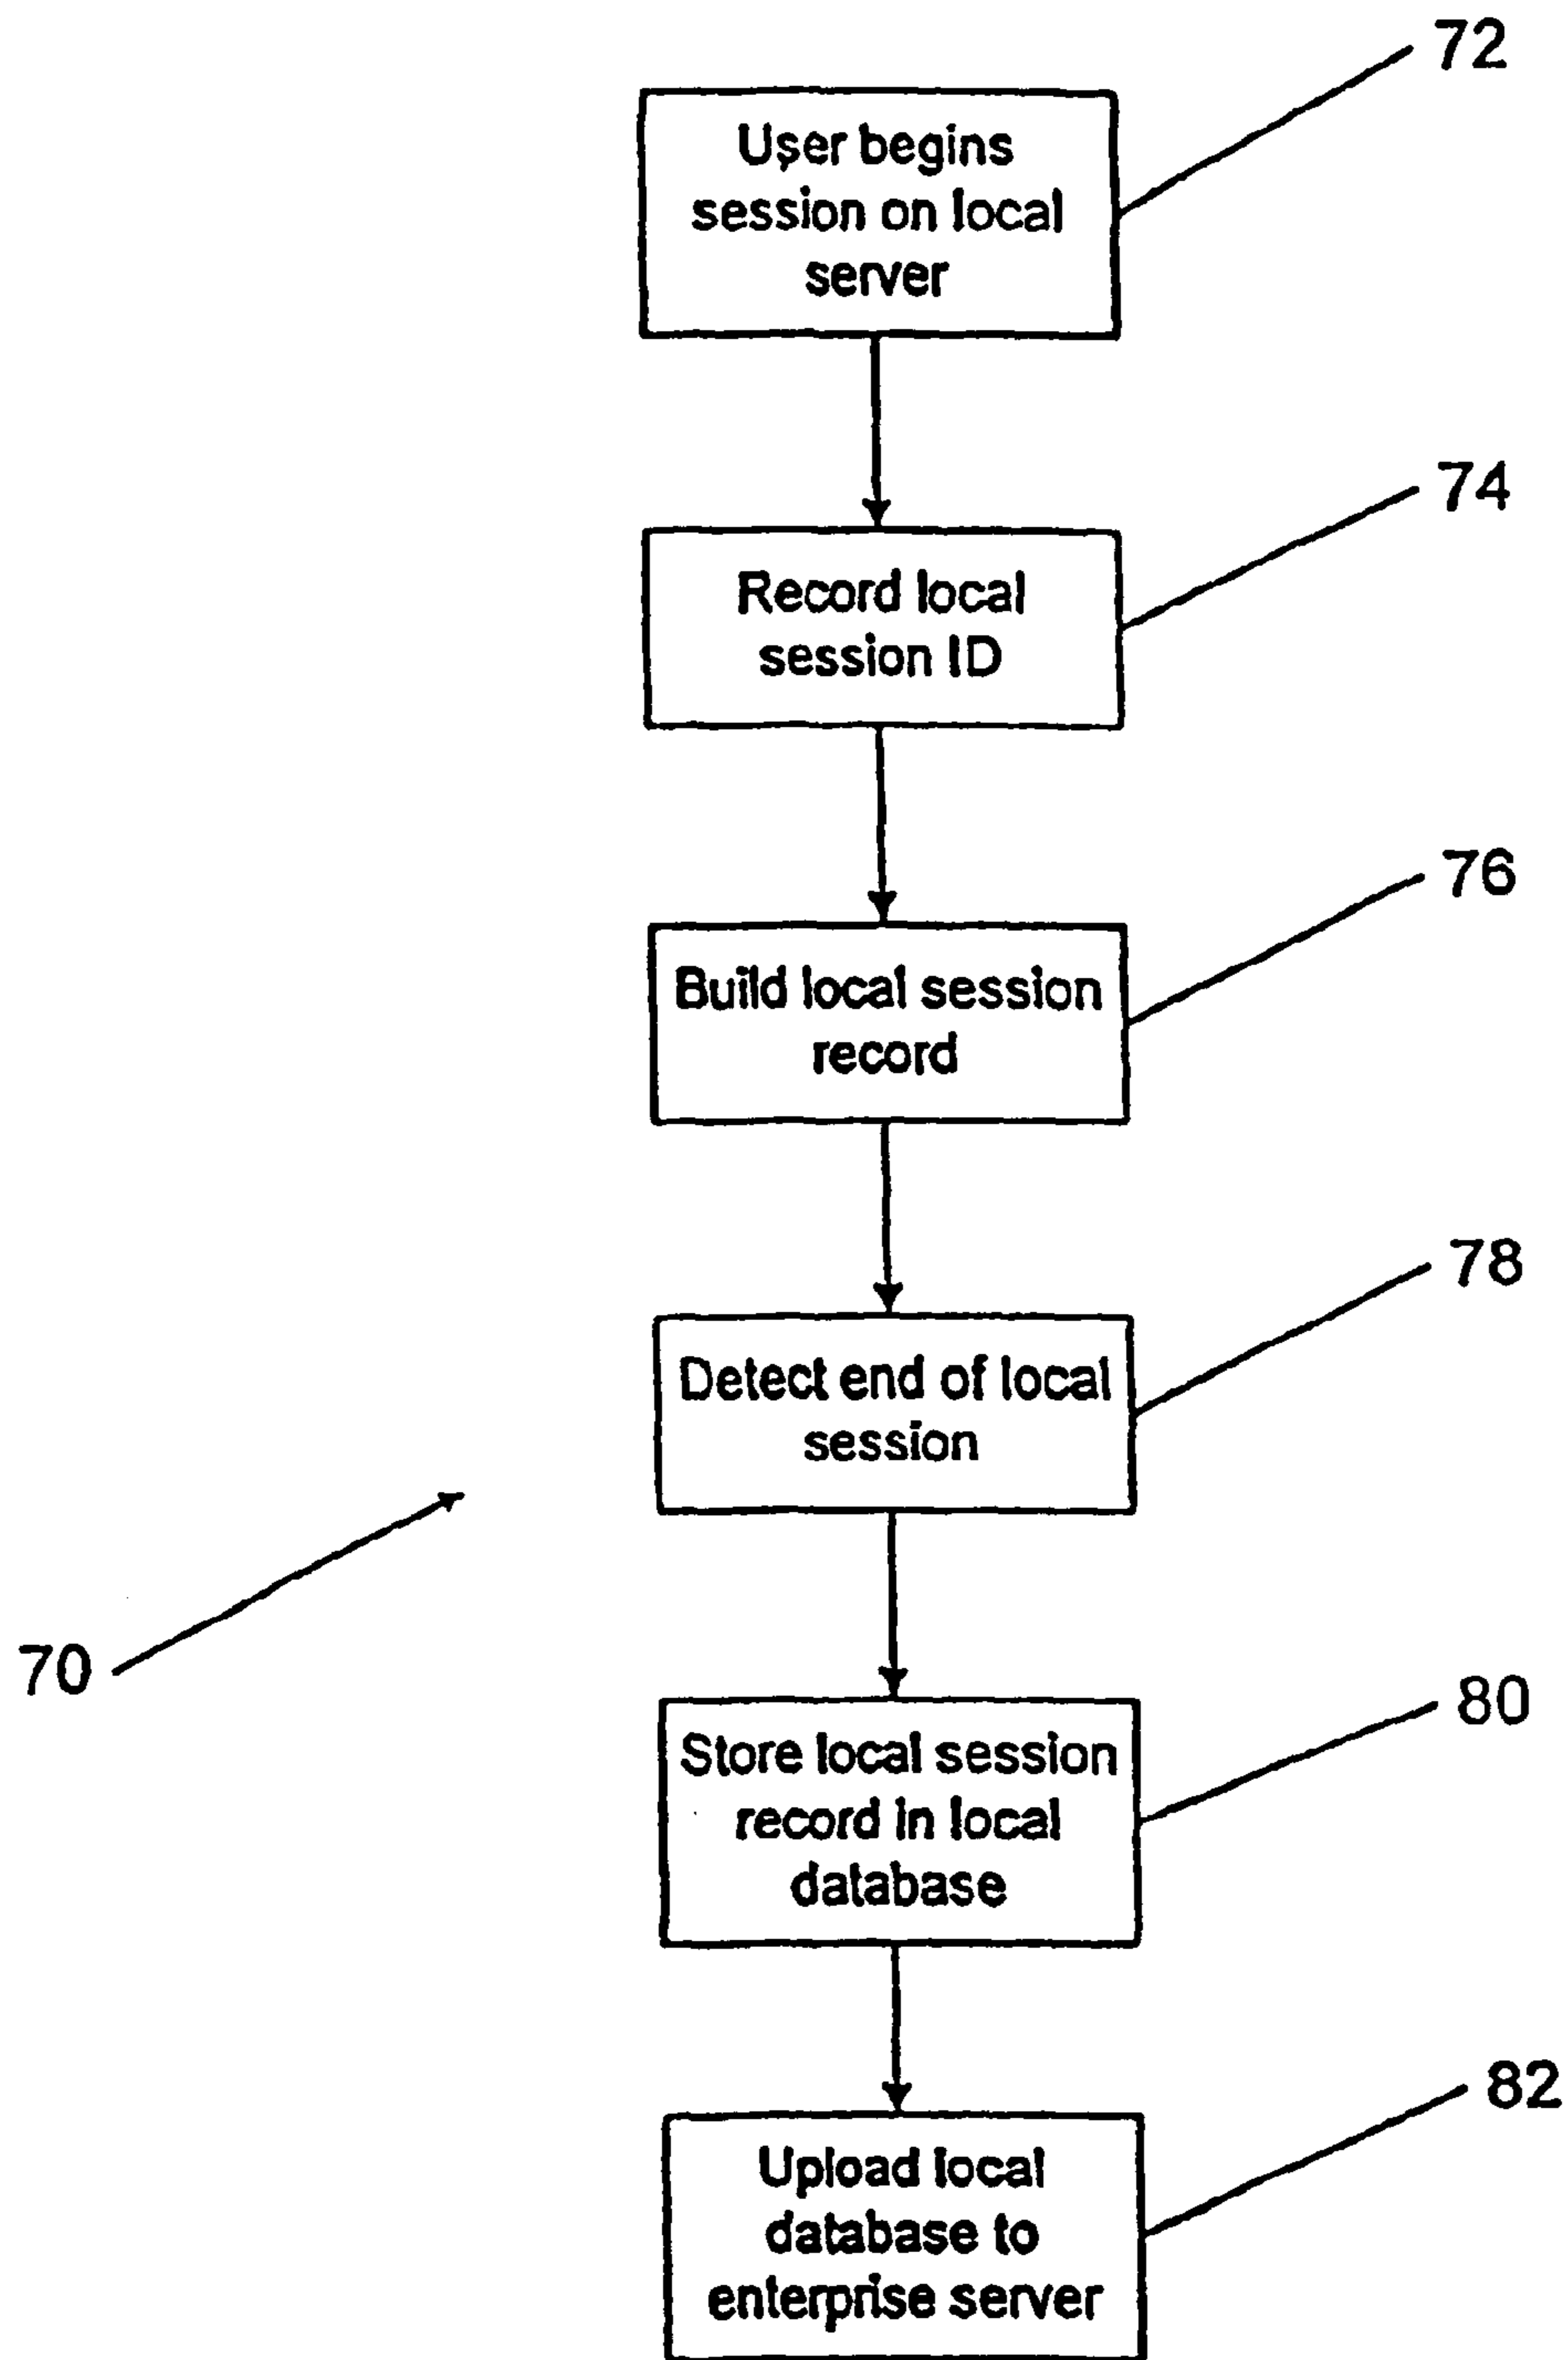 72
User begins
session on local
server
74
Record local
session ID
76
Build local session
record
78
Detect end of local
session
70
80
Store local session
record in local
database
82
Upload local
database to
enterprise server